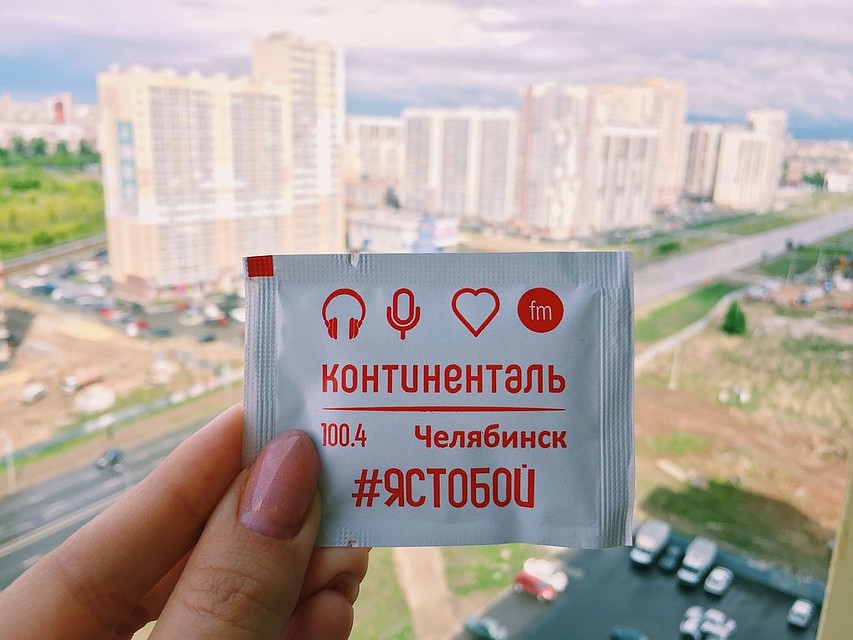 fm
континенталь
100.4 Челябинск
#ЯСТОБОЙ